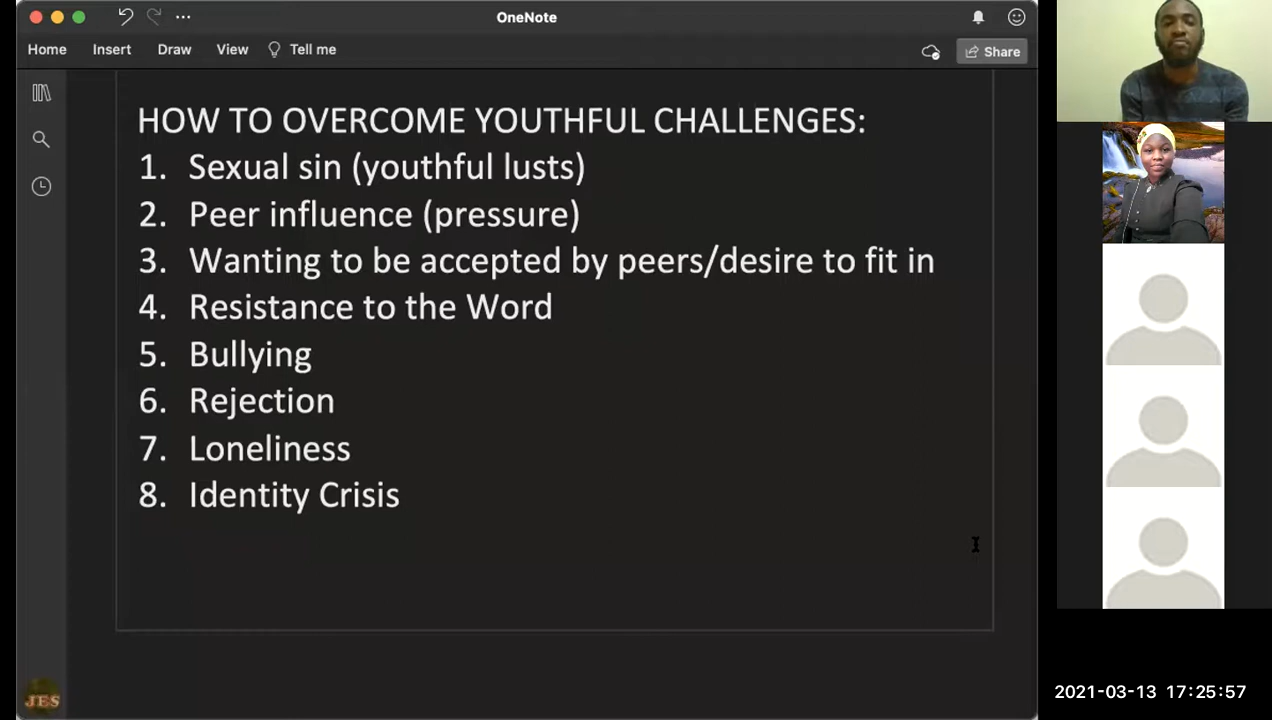 OneNote
Home Insert Draw View Tell me Share
HOW TO OVERCOME YOUTHFUL CHALLENGES:
1. Sexual sin (youthful lusts)
2. Peer influence (pressure)
3. Wanting to be accepted by peers/desire to fit in
4. Resistance to the Word
5. Bullying
6. Rejection
7. Loneliness
8. Identity Crisis
JES
2021-03-13 17:25:57